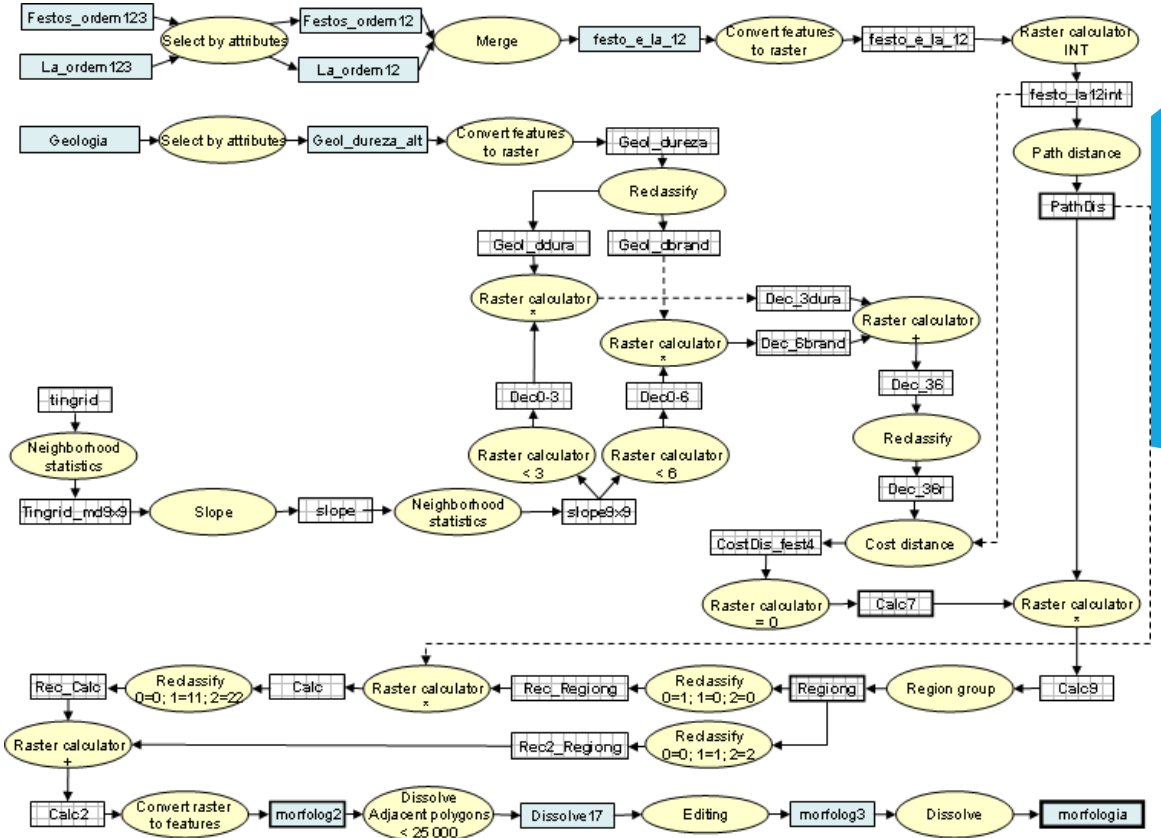 Festos_ordem123
Select by attributes
Festos_ordem12
Merge
festo_e_la_12
Convert features
to raster
festo_e_la_12
Raster calculator
INT
La_ordem123
La_ordem12
festo_la12int
Geologia
Select by attributes
Geol_dureza_alt
Convert features
to raster
Geol_dureza
Path distance
Reclassify
PathDis
Geol_ddura
Geol_dbrand
Raster calculator
*
Dec_3dura
Raster calculator
+
Raster calculator
*
Dec_6brand
Dec_36
tingrid
Dec0-3
Dec0-6
Reclassify
Neighborhood
statistics
Raster calculator
< 3
Raster calculator
< 6
Dec_36r
Tingrid_md9x9
Slope
slope
Neighborhood
statistics
slope9x9
CostDis_fest4
Cost distance
Raster calculator
= 0
Calc7
Raster calculator
*
Rec_Calc
Reclassify
0=0; 1=11; 2=22
Calc
Raster calculator
*
Rec_Regiong
Reclassify
0=1; 1=0; 2=0
Regiong
Region group
Calc9
Raster calculator
+
Rec2_Regiong
Reclassify
0=0; 1=1; 2=2
Calc2
Convert raster
to features
morfolog2
Dissolve
Adjacent polygons
< 25 000
Dissolve17
Editing
morfolog3
Dissolve
morfologia